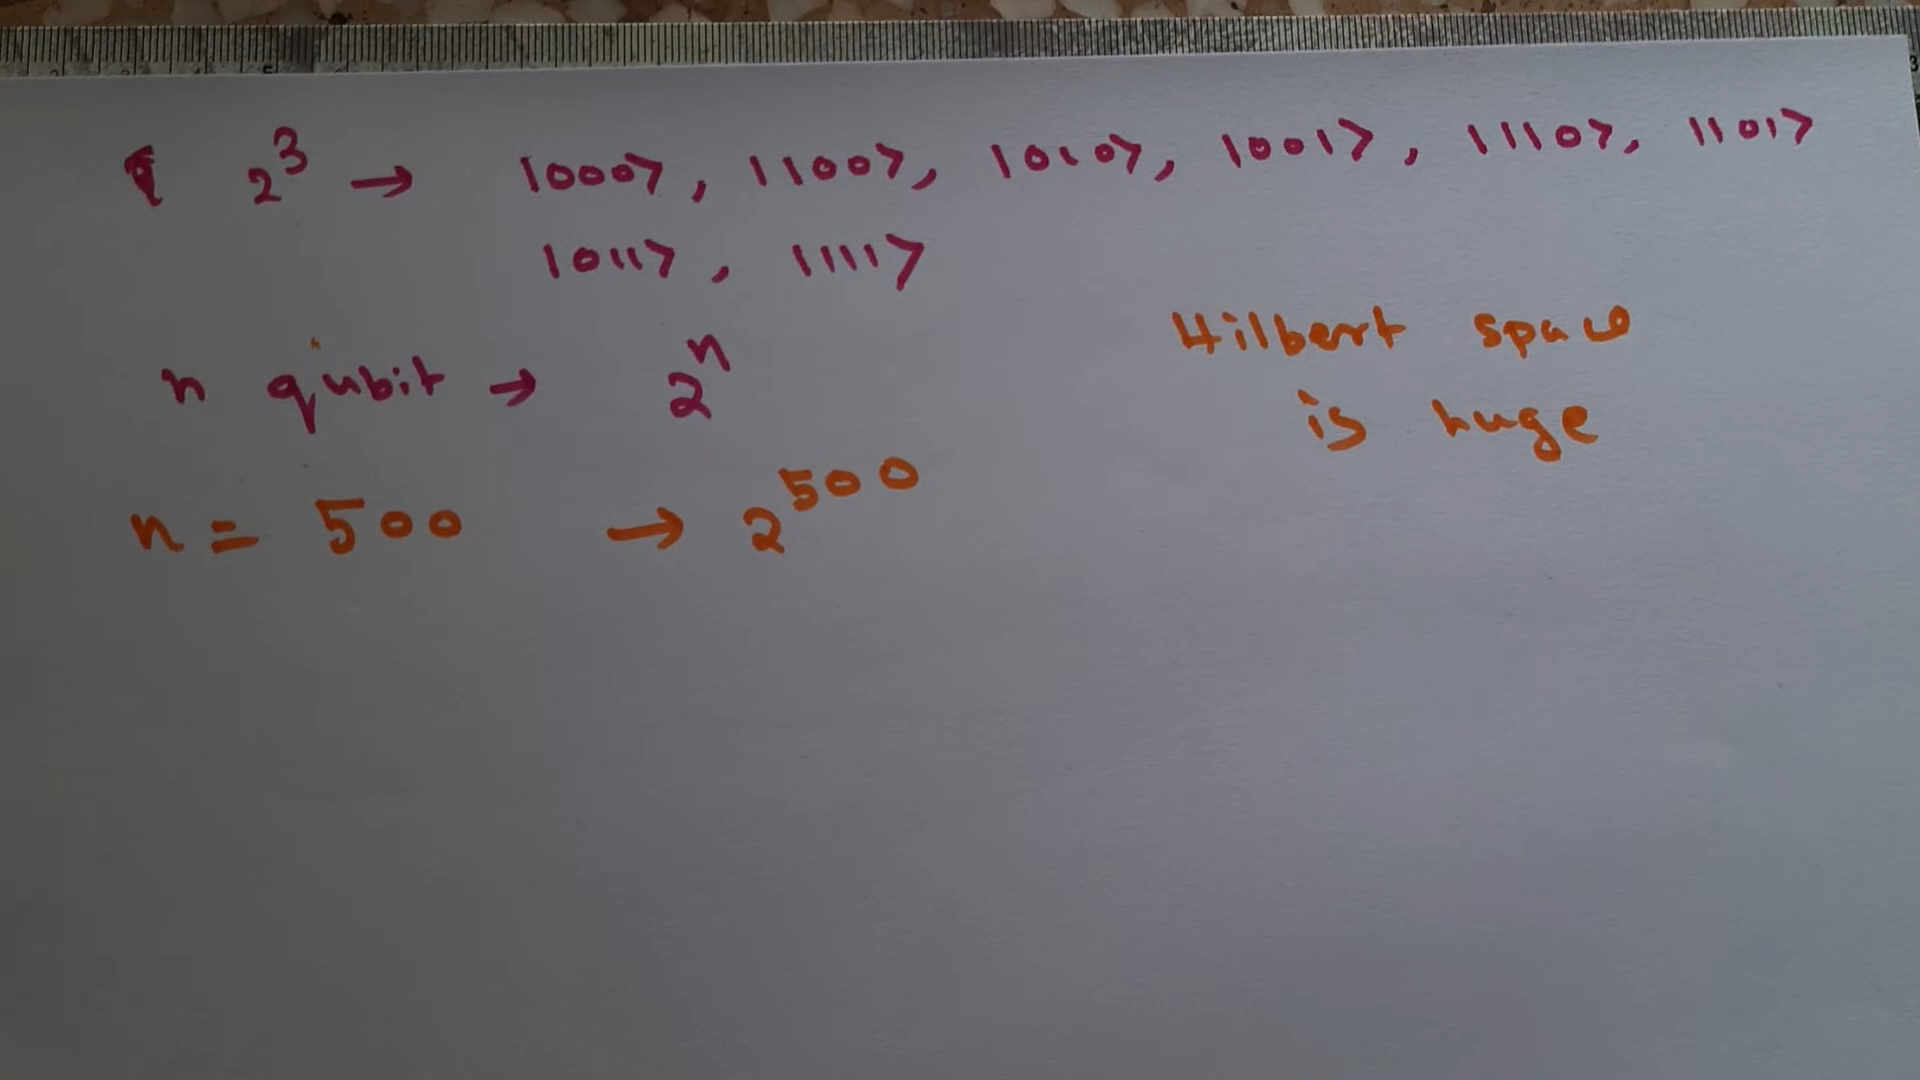 2³ → |000>, |100>, |010>, |001>, |110>, |101>
|011>, |111>
n qubit → 2ⁿ
Hilbert space
is huge
n = 500 → 2⁵⁰⁰